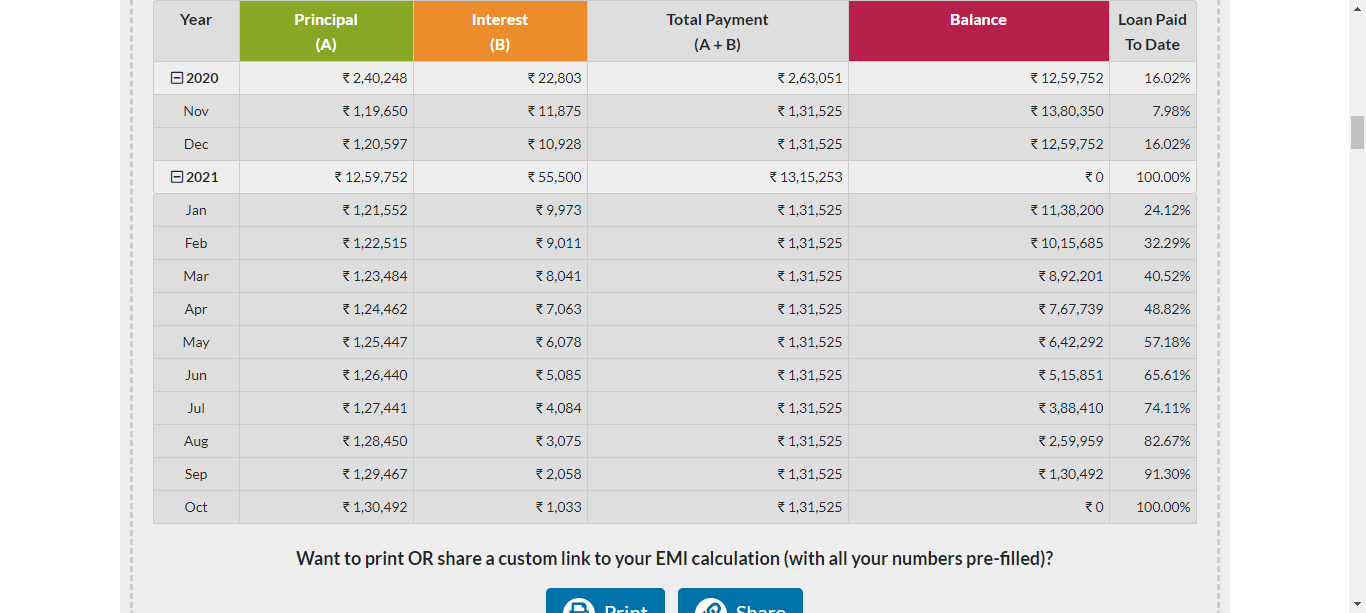 Year Principal (A) Interest (B) Total Payment (A + B) Balance Loan Paid To Date
2020 ₹ 2,40,248 ₹ 22,803 ₹ 2,63,051 ₹ 12,59,752 16.02%
Nov ₹ 1,19,650 ₹ 11,875 ₹ 1,31,525 ₹ 13,80,350 7.98%
Dec ₹ 1,20,597 ₹ 10,928 ₹ 1,31,525 ₹ 12,59,752 16.02%
2021 ₹ 12,59,752 ₹ 55,500 ₹ 13,15,253 ₹ 0 100.00%
Jan ₹ 1,21,552 ₹ 9,973 ₹ 1,31,525 ₹ 11,38,200 24.12%
Feb ₹ 1,22,515 ₹ 9,011 ₹ 1,31,525 ₹ 10,15,685 32.29%
Mar ₹ 1,23,484 ₹ 8,041 ₹ 1,31,525 ₹ 8,92,201 40.52%
Apr ₹ 1,24,462 ₹ 7,063 ₹ 1,31,525 ₹ 7,67,739 48.82%
May ₹ 1,25,447 ₹ 6,078 ₹ 1,31,525 ₹ 6,42,292 57.18%
Jun ₹ 1,26,440 ₹ 5,085 ₹ 1,31,525 ₹ 5,15,851 65.61%
Jul ₹ 1,27,441 ₹ 4,084 ₹ 1,31,525 ₹ 3,88,410 74.11%
Aug ₹ 1,28,450 ₹ 3,075 ₹ 1,31,525 ₹ 2,59,959 82.67%
Sep ₹ 1,29,467 ₹ 2,058 ₹ 1,31,525 ₹ 1,30,492 91.30%
Oct ₹ 1,30,492 ₹ 1,033 ₹ 1,31,525 ₹ 0 100.00%
Want to print OR share a custom link to your EMI calculation (with all your numbers pre-filled)?
Print Share